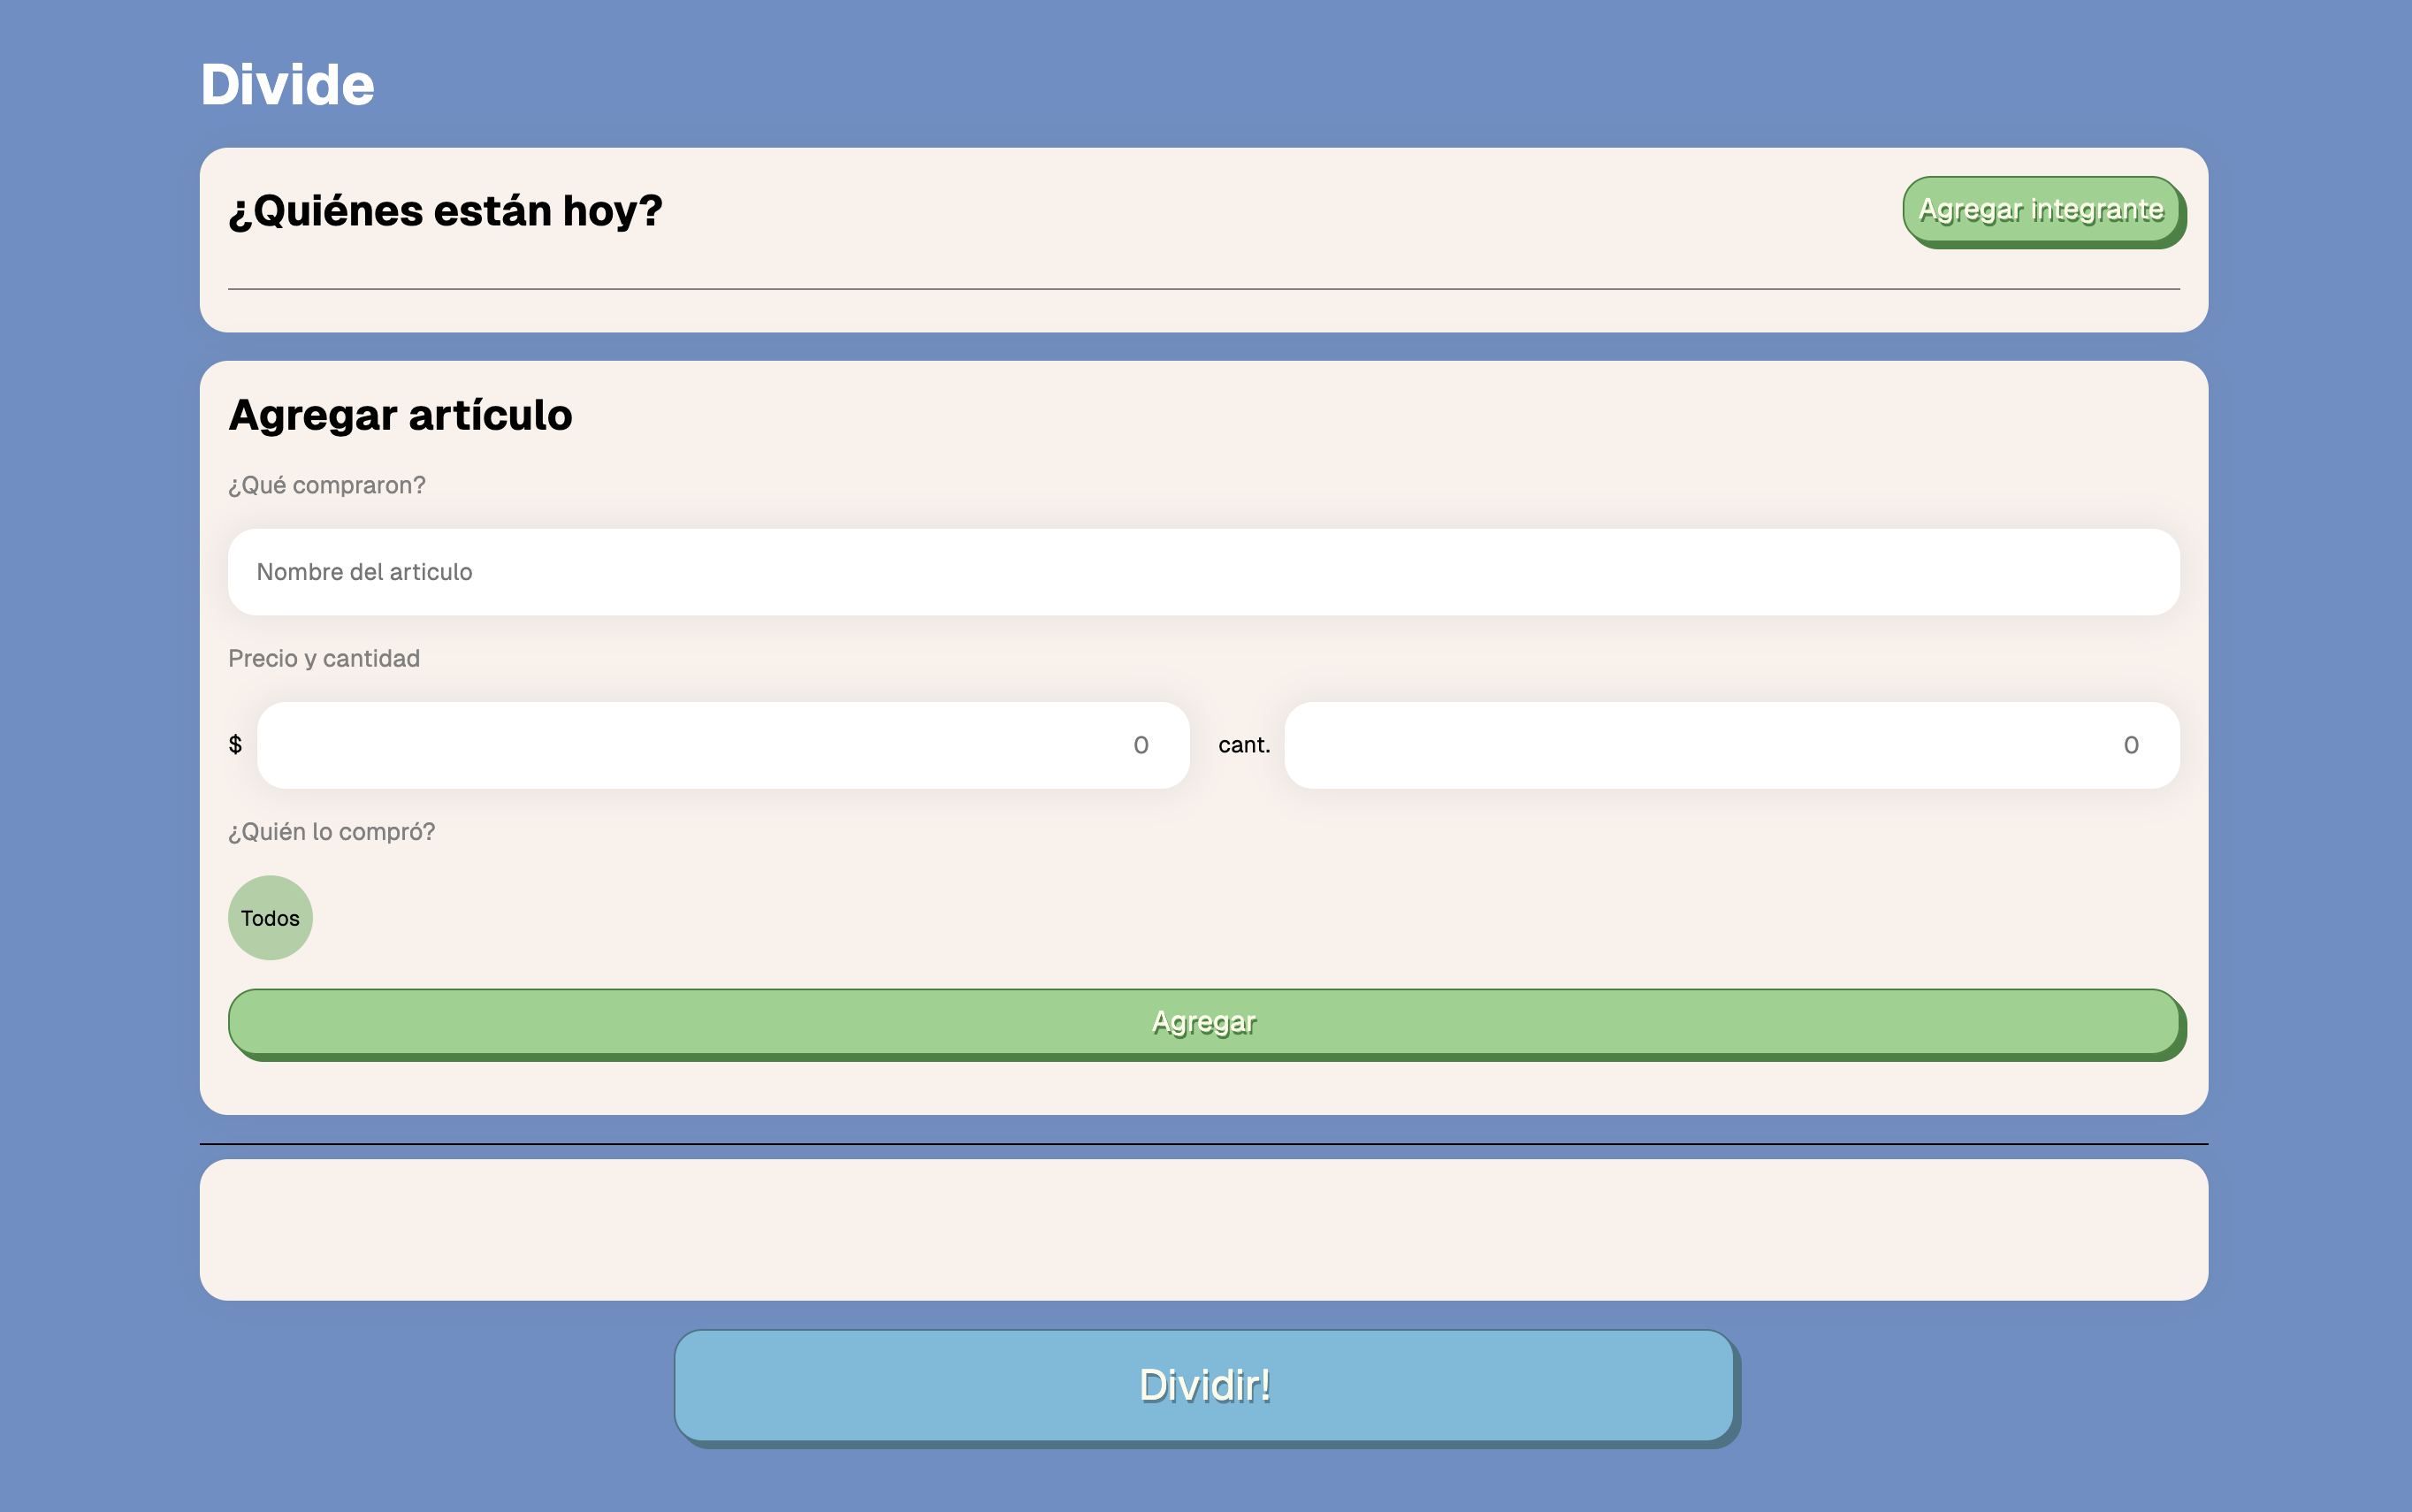 Divide
¿Quiénes están hoy?
Agregar integrante
Agregar artículo
¿Qué compraron?
Nombre del articulo
Precio y cantidad
$ 0 cant. 0
¿Quién lo compró?
Todos
Agregar
Dividir!